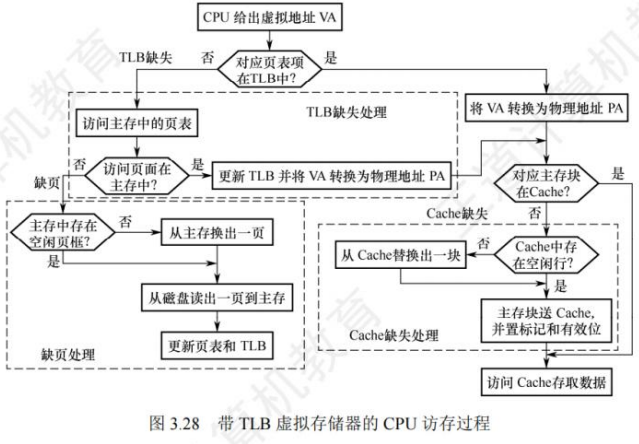 CPU 给出虚拟地址 VA
TLB缺失
否
对应页表项
在TLB中?
是
访问主存中的页表
TLB缺失处理
将 VA 转换为物理地址 PA
否
访问页面在
主存中?
是
更新 TLB 并将 VA 转换为物理地址 PA
对应主存块
在Cache?
是
缺页
主存中存在
空闲页框?
否
从主存换出一页
Cache缺失
否
是
从 Cache替换出一块
否
Cache中存
在空闲行?
是
从磁盘读出一页到主存
主存块送 Cache,
并置标记和有效位
更新页表和 TLB
缺页处理
Cache缺失处理
访问 Cache存取数据
图 3.28 带 TLB 虚拟存储器的 CPU 访存过程